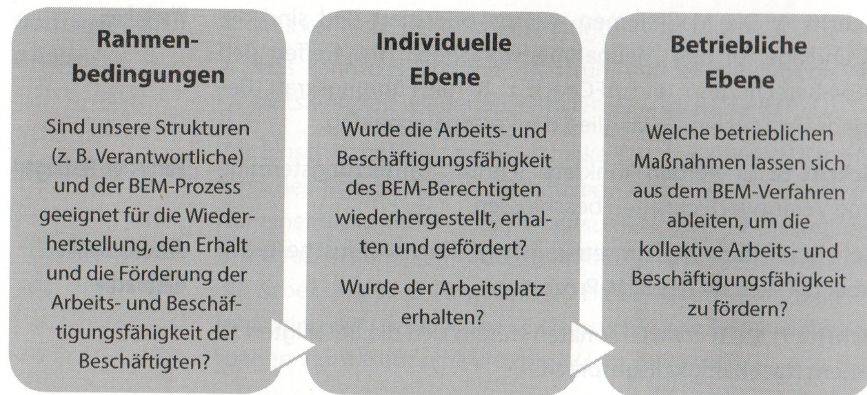 Rahmen-
bedingungen
Sind unsere Strukturen
(z. B. Verantwortliche)
und der BEM-Prozess
geeignet für die Wieder-
herstellung, den Erhalt
und die Förderung der
Arbeits- und Beschäf-
tigungsfähigkeit der
Beschäftigten?
Individuelle
Ebene
Wurde die Arbeits- und
Beschäftigungsfähigkeit
des BEM-Berechtigten
wiederhergestellt, erhal-
ten und gefördert?
Wurde der Arbeitsplatz
erhalten?
Betriebliche
Ebene
Welche betrieblichen
Maßnahmen lassen sich
aus dem BEM-Verfahren
ableiten, um die
kollektive Arbeits- und
Beschäftigungsfähigkeit
zu fördern?